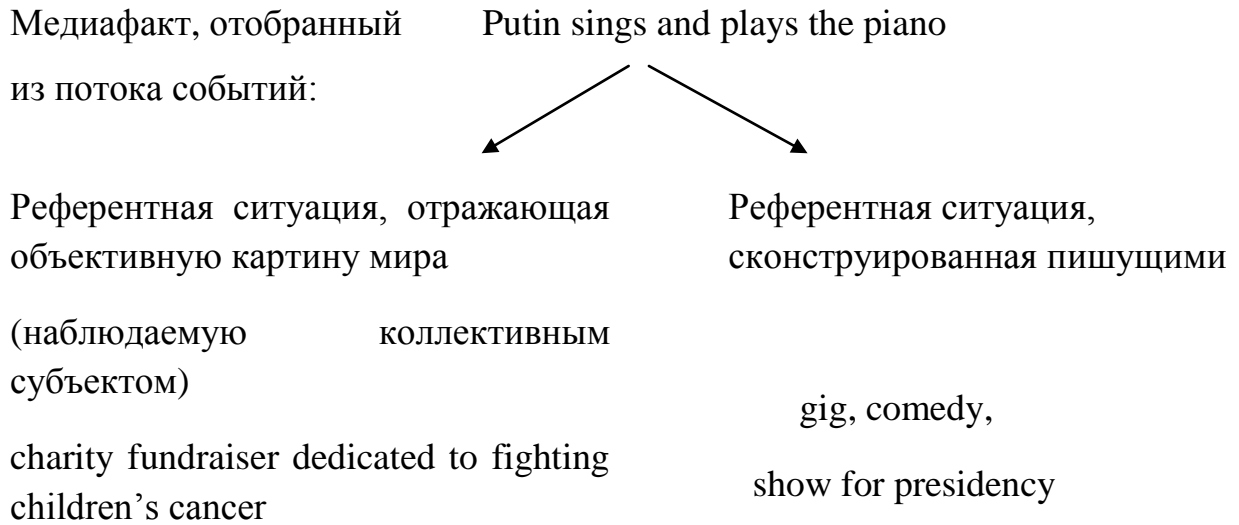 Медиафакт, отобранный Putin sings and plays the piano
из потока событий:
Референтная ситуация, отражающая
объективную картину мира
(наблюдаемую коллективным
субъектом)
charity fundraiser dedicated to fighting
children’s cancer
Референтная ситуация,
сконструированная пишущими
gig, comedy,
show for presidency